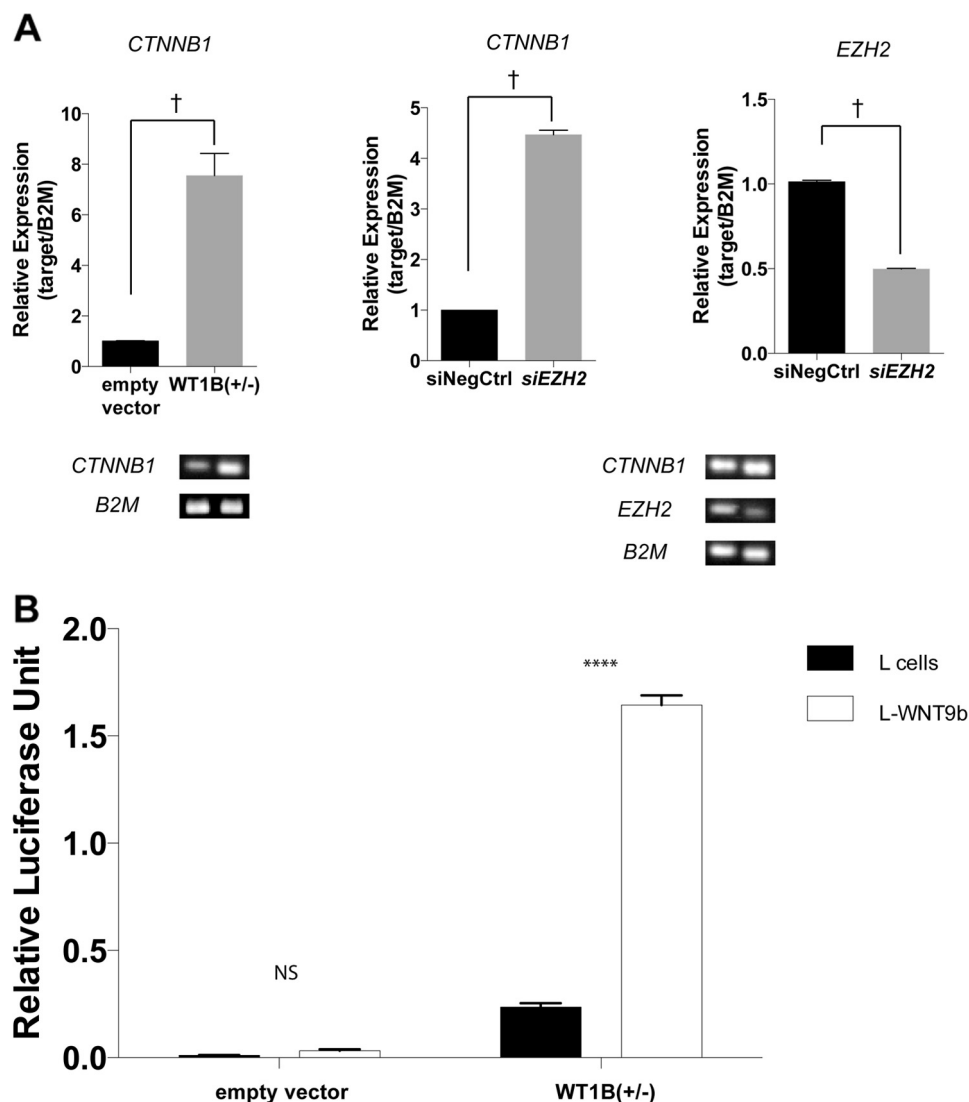 A
CTNNB1
†
Relative Expression
(target/B2M)
10
8
6
4
2
0
empty
vector
WT1B(+/-)
CTNNB1
†
Relative Expression
(target/B2M)
5
4
3
2
1
0
siNegCtrl
siEZH2
EZH2
†
Relative Expression
(target/B2M)
1.5
1.0
0.5
0.0
siNegCtrl
siEZH2
CTNNB1
B2M
CTNNB1
EZH2
B2M
B
Relative Luciferase Unit
2.0
1.5
1.0
0.5
0.0
NS
****
empty vector
WT1B(+/-)
L cells
L-WNT9b